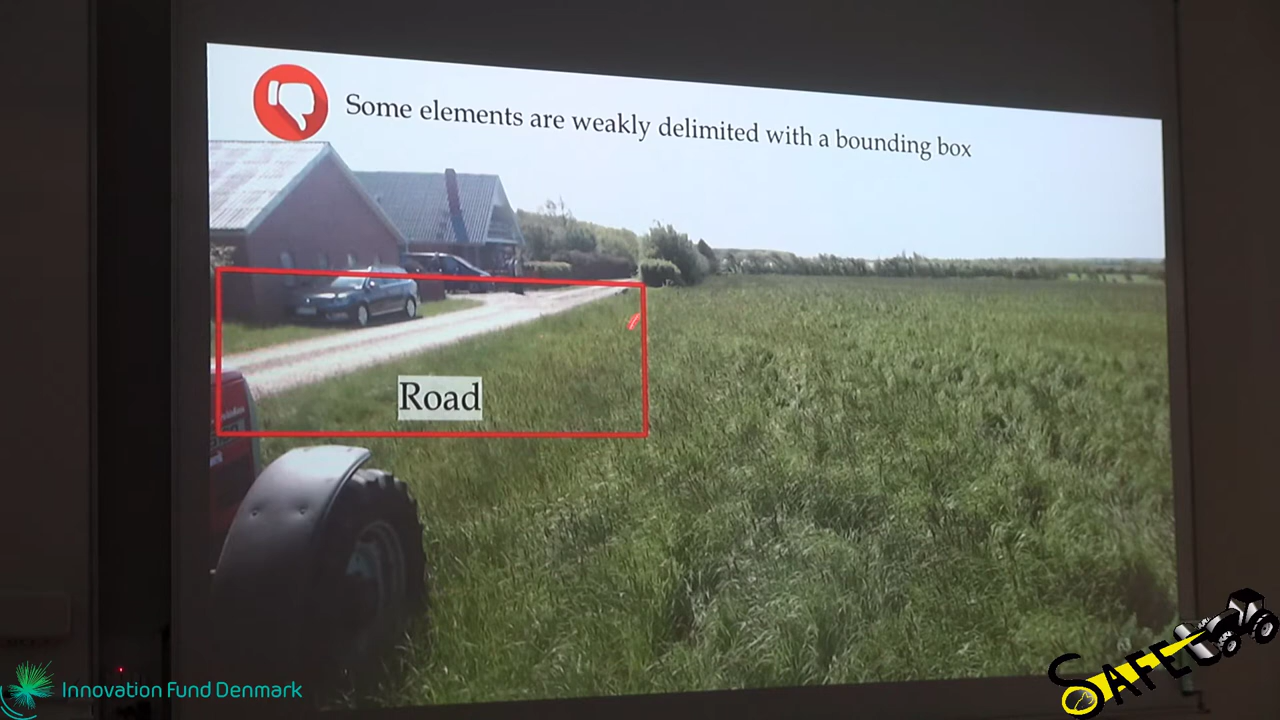 Some elements are weakly delimited with a bounding box
Road
Innovation Fund Denmark
SAFE